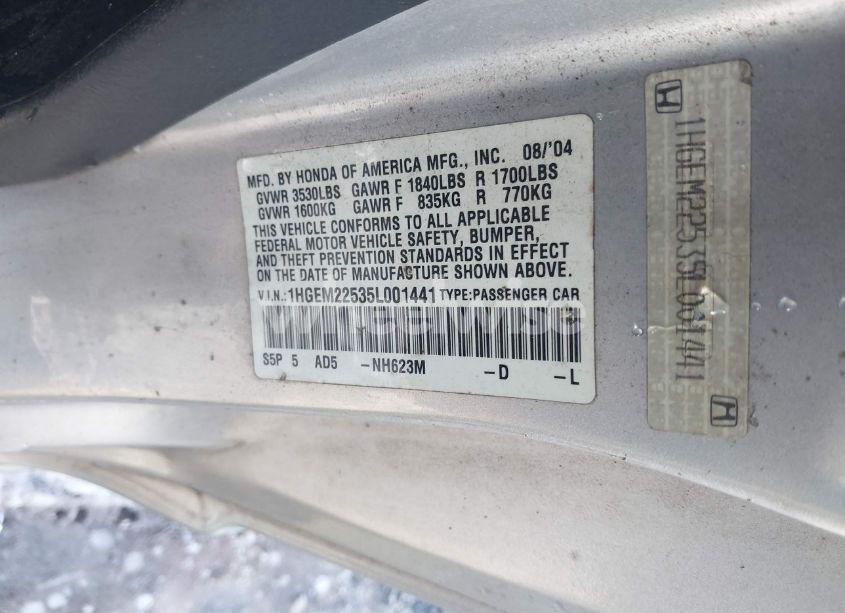 MFD. BY HONDA OF AMERICA MFG., INC. 08/'04
GVWR 3530LBS GAWR F 1840LBS R 1700LBS
GVWR 1600KG GAWR F 835KG R 770KG
THIS VEHICLE CONFORMS TO ALL APPLICABLE
FEDERAL MOTOR VEHICLE SAFETY, BUMPER,
AND THEFT PREVENTION STANDARDS IN EFFECT
ON THE DATE OF MANUFACTURE SHOWN ABOVE.
V.I.N.: 1HGEM22535L001441 TYPE: PASSENGER CAR
S5P 5 AD5 -NH623M -D -L
1HGEM22535L001441